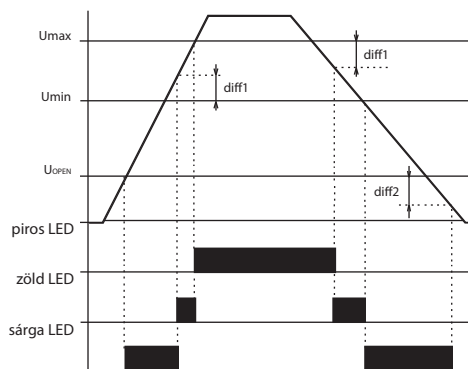 Umax
diff1
diff1
Umin
UOPEN
diff2
piros LED
zöld LED
sárga LED